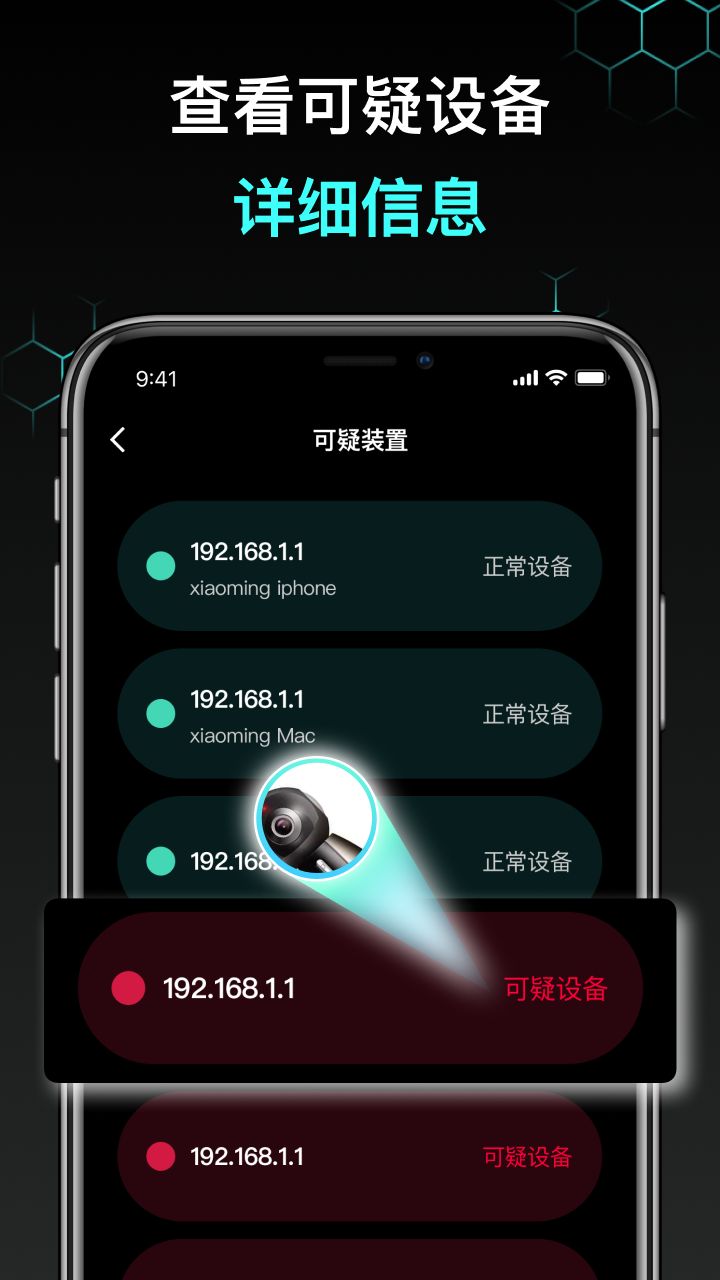 查看可疑设备
详细信息
9:41
可疑装置
192.168.1.1
正常设备
xiaoming iphone
192.168.1.1
正常设备
xiaoming Mac
192.168.
正常设备
192.168.1.1
可疑设备
192.168.1.1
可疑设备